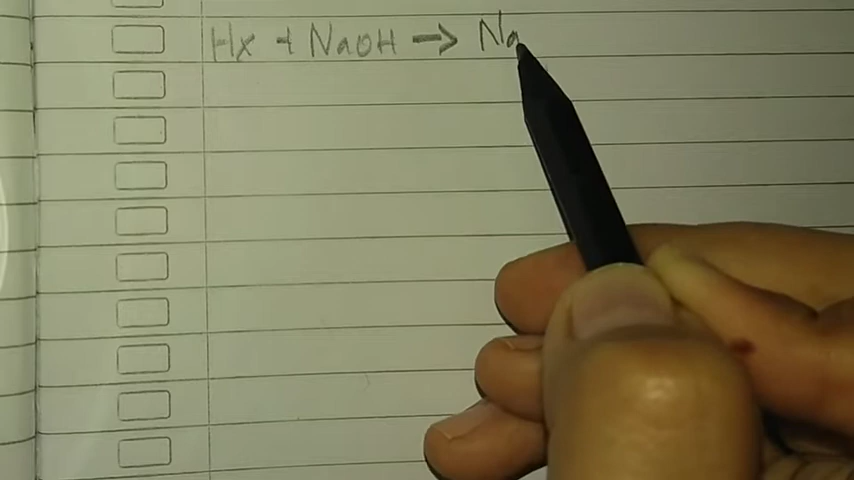 Hx + NaOH → Na